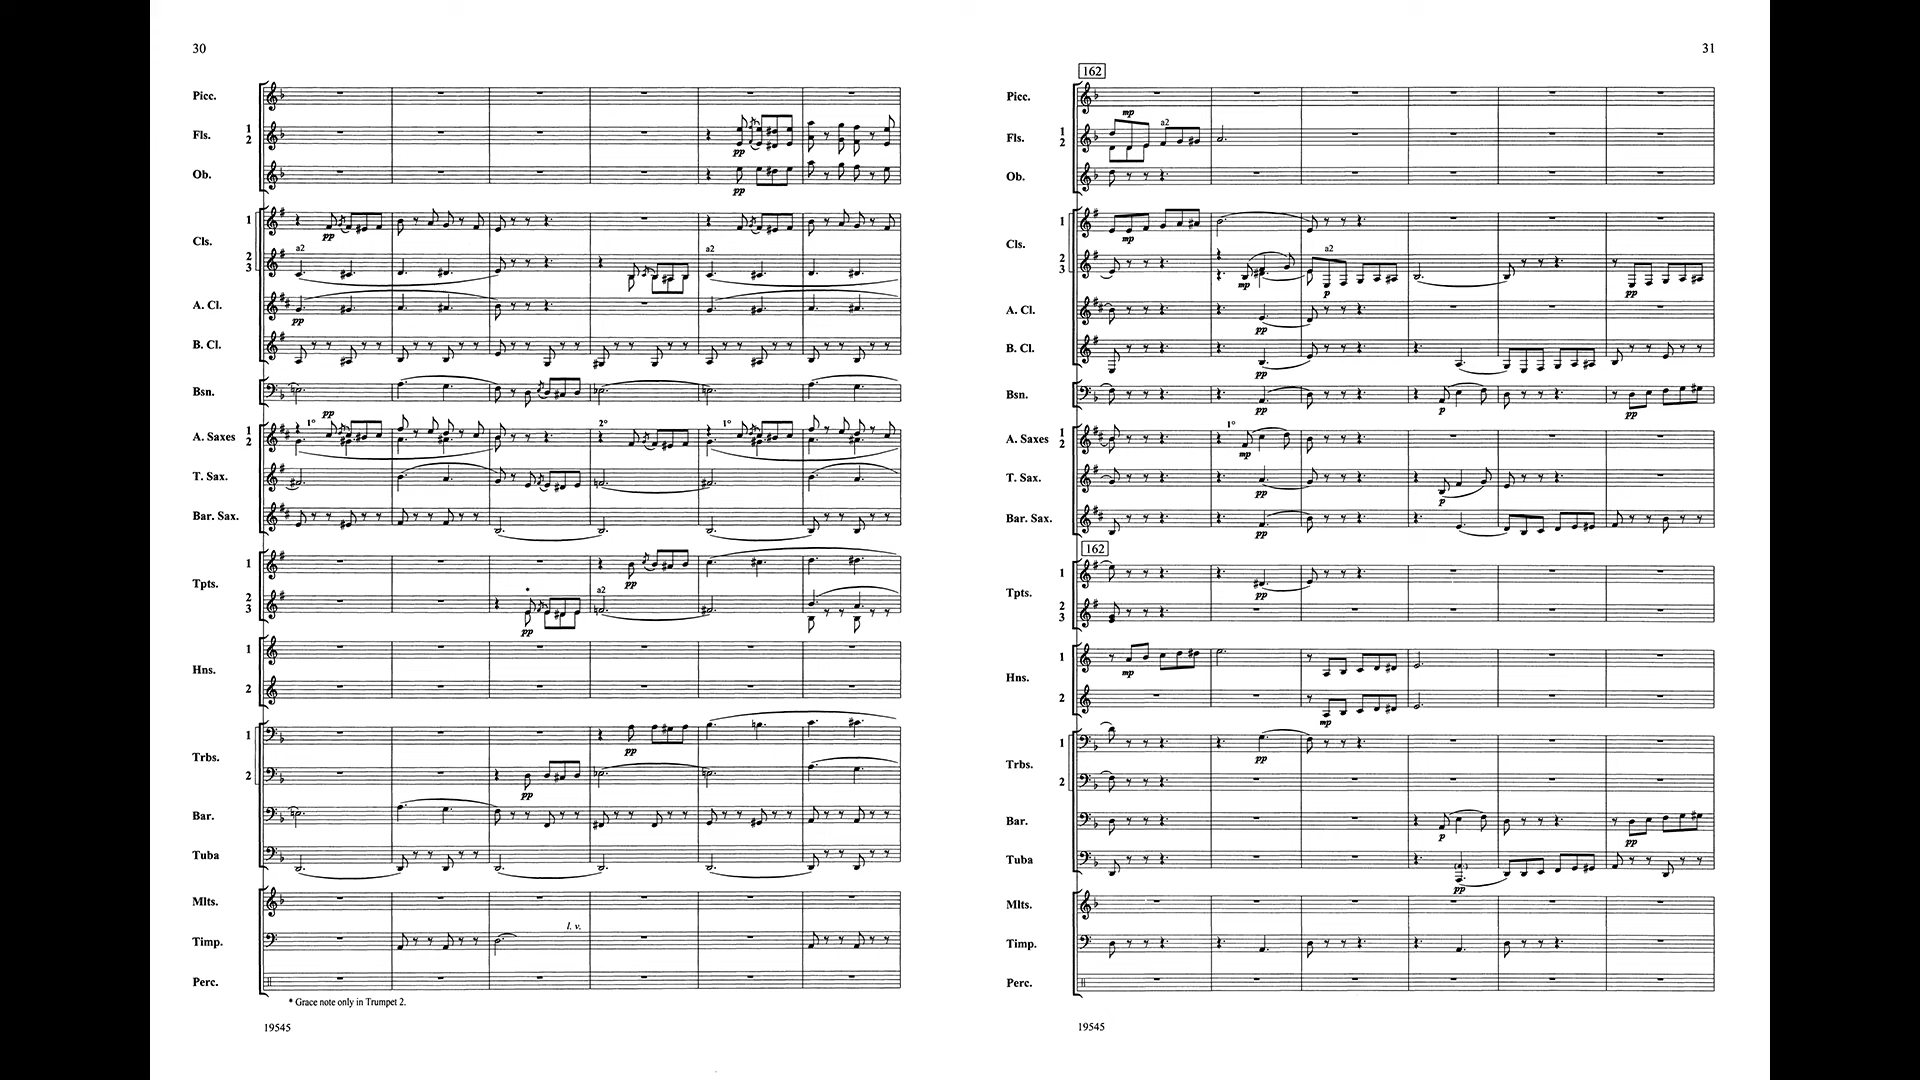 30
Picc.
Fls. 1 2
pp
Ob.
pp
Cls. 1
pp pp
2 3
a2 a2
A. Cl.
pp
B. Cl.
Bsn.
pp
A. Saxes 1 2
1° 2° 1°
T. Sax.
Bar. Sax.
Tpts. 1
pp
2 3
* a2
pp
Hns. 1
2
Trbs. 1
pp
2
pp
Bar.
Tuba
Mlts.
l. v.
Timp.
Perc.
* Grace note only in Trumpet 2.
19545
31
162
Picc.
mp
Fls. 1 2
a2
Ob.
Cls. 1
mp
2 3
a2
mp p pp
A. Cl.
pp
B. Cl.
pp
Bsn.
pp p pp
A. Saxes 1 2
1°
mp
T. Sax.
pp p
Bar. Sax.
pp
162
Tpts. 1
pp
2 3
Hns. 1
mp
2
mp
Trbs. 1
pp
2
Bar.
p pp
Tuba
pp
Mlts.
Timp.
Perc.
19545